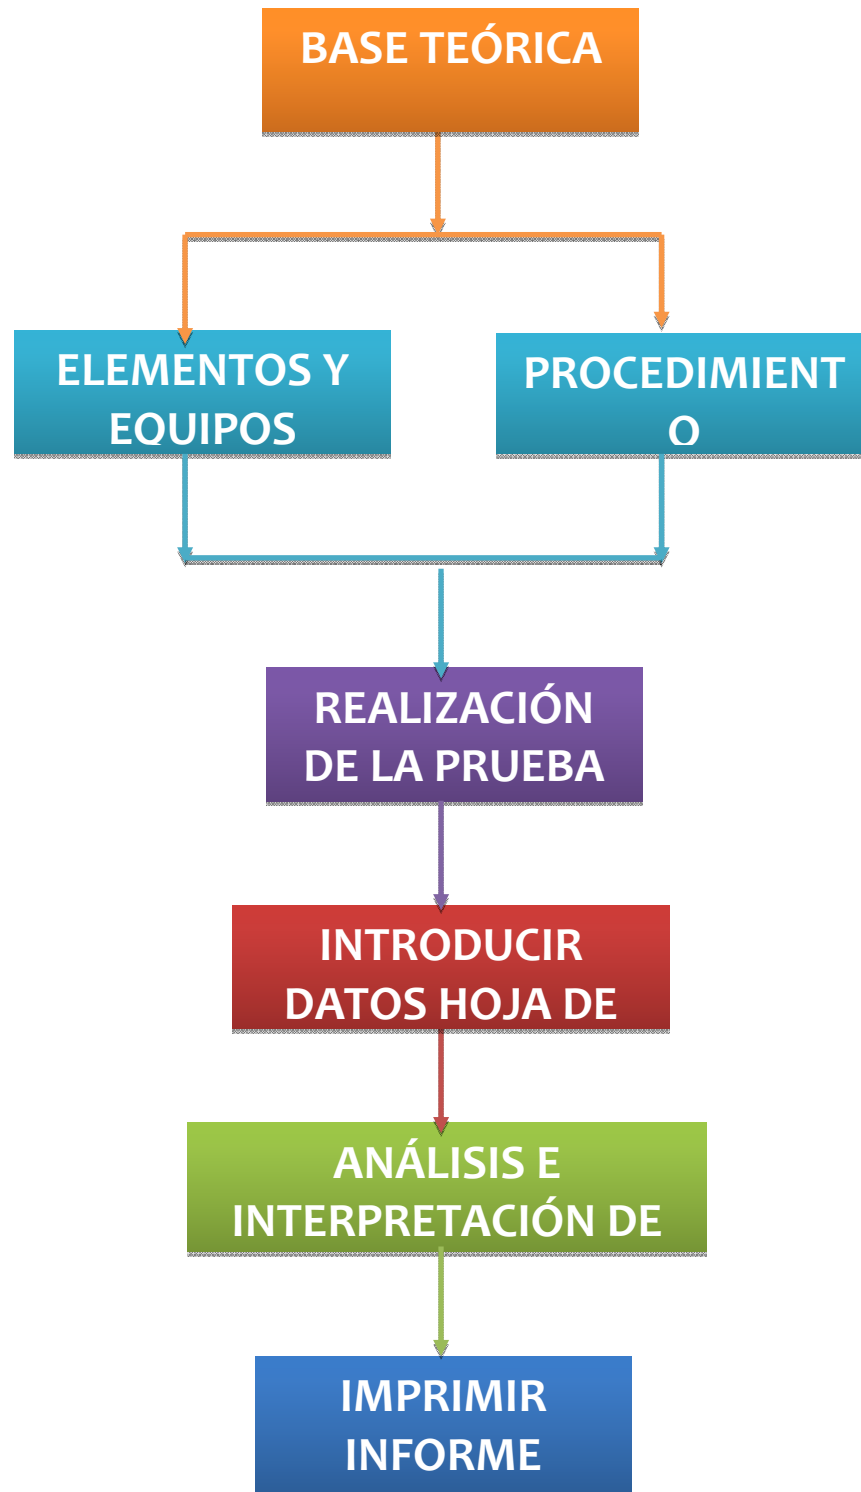 BASE TEÓRICA
ELEMENTOS Y
EQUIPOS
PROCEDIMIENT
O
REALIZACIÓN
DE LA PRUEBA
INTRODUCIR
DATOS HOJA DE
ANÁLISIS E
INTERPRETACIÓN DE
IMPRIMIR
INFORME